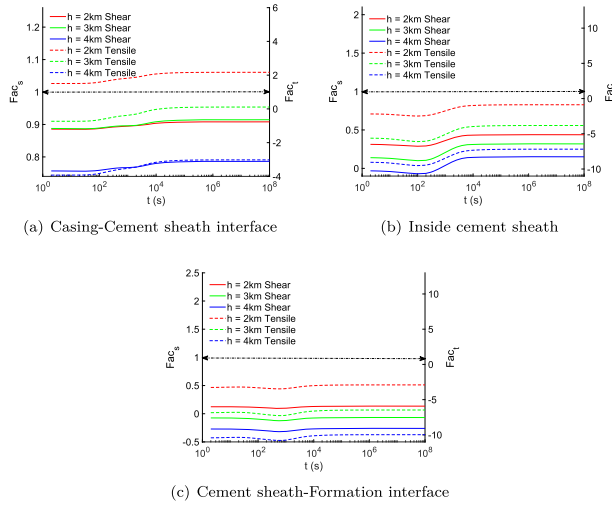 h = 2km Shear
h = 3km Shear
h = 4km Shear
h = 2km Tensile
h = 3km Tensile
h = 4km Tensile
1.2
1.1
1
0.9
0.8
Fac_s
6
4
2
0
-2
-4
Fac_t
10^0 10^2 10^4 10^6 10^8
t (s)
(a) Casing-Cement sheath interface
h = 2km Shear
h = 3km Shear
h = 4km Shear
h = 2km Tensile
h = 3km Tensile
h = 4km Tensile
2
1.5
1
0.5
0
Fac_s
10
5
0
-5
-10
Fac_t
10^0 10^2 10^4 10^6 10^8
t (s)
(b) Inside cement sheath
h = 2km Shear
h = 3km Shear
h = 4km Shear
h = 2km Tensile
h = 3km Tensile
h = 4km Tensile
2.5
2
1.5
1
0.5
0
-0.5
Fac_s
10
5
0
-5
-10
Fac_t
10^0 10^2 10^4 10^6 10^8
t (s)
(c) Cement sheath-Formation interface